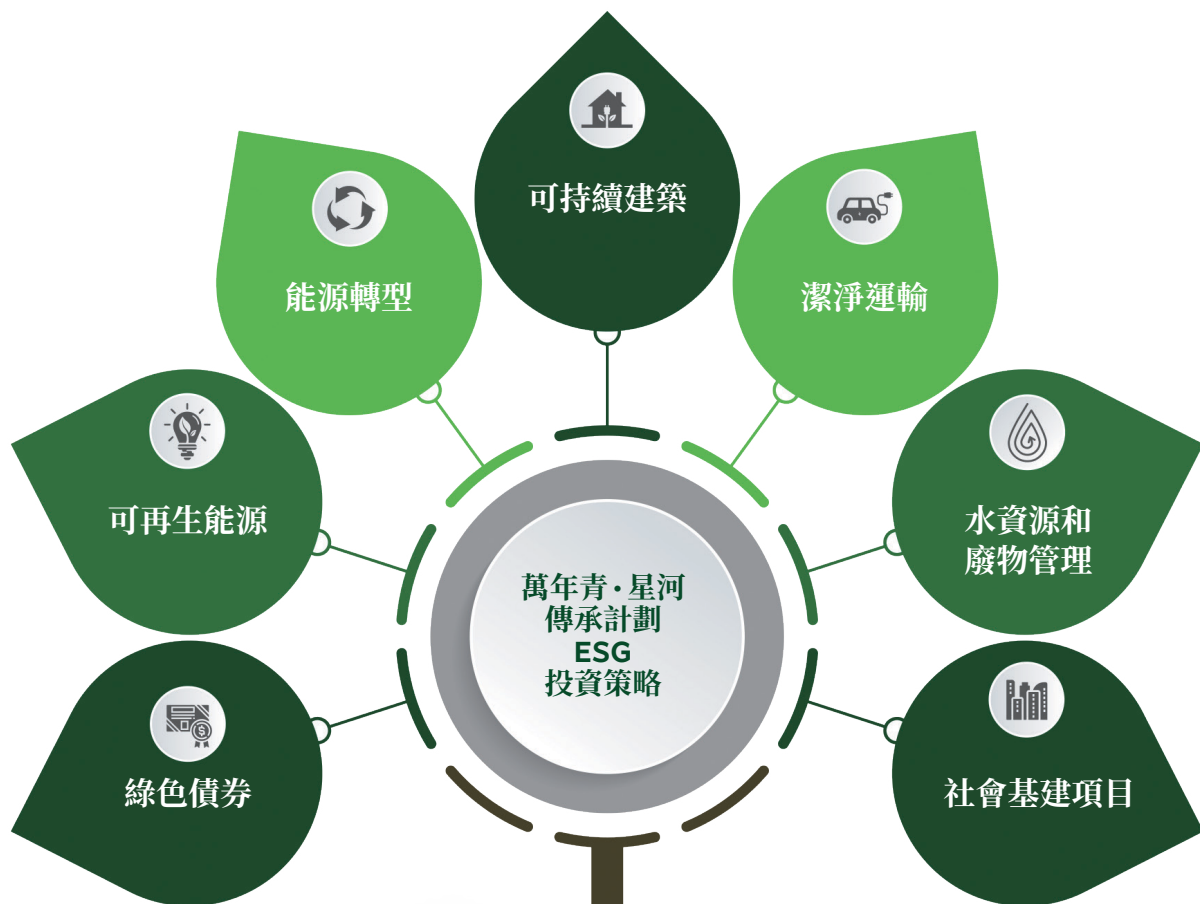 可持續建築
能源轉型
潔淨運輸
可再生能源
水資源和
廢物管理
萬年青·星河
傳承計劃
ESG
投資策略
綠色債券
社會基建項目